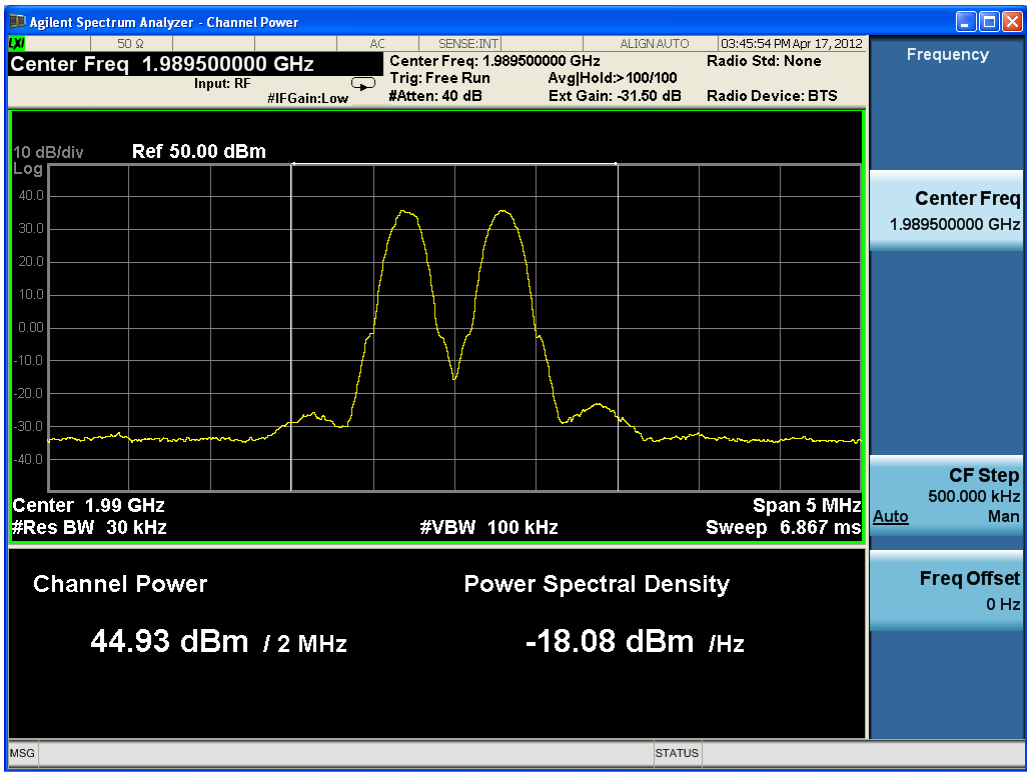 Agilent Spectrum Analyzer - Channel Power
LXI 50 Ω AC SENSE:INT ALIGN AUTO 03:45:54 PM Apr 17, 2012
Center Freq 1.989500000 GHz
Input: RF
#IFGain:Low
Center Freq: 1.989500000 GHz
Trig: Free Run Avg|Hold:>100/100
#Atten: 40 dB Ext Gain: -31.50 dB
Radio Std: None
Radio Device: BTS
10 dB/div Ref 50.00 dBm
Log
40.0
30.0
20.0
10.0
0.00
-10.0
-20.0
-30.0
-40.0
Center 1.99 GHz Span 5 MHz
#Res BW 30 kHz #VBW 100 kHz Sweep 6.867 ms
Channel Power Power Spectral Density
44.93 dBm / 2 MHz -18.08 dBm /Hz
Frequency
Center Freq
1.989500000 GHz
CF Step
500.000 kHz
Auto Man
Freq Offset
0 Hz
MSG STATUS